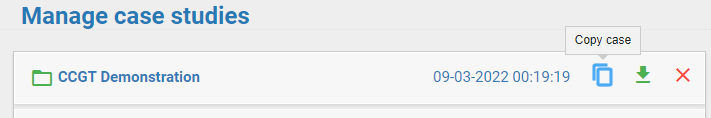 Manage case studies
Copy case
CCGT Demonstration 09-03-2022 00:19:19